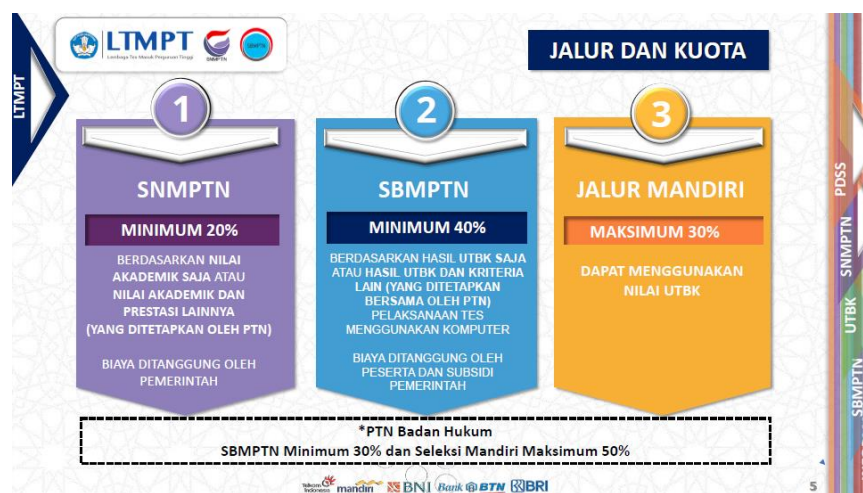 LTMPT
LTMPT
Lembaga Tes Masuk Perguruan Tinggi
SNMPTN
SBMPTN
JALUR DAN KUOTA
1
SNMPTN
MINIMUM 20%
BERDASARKAN NILAI
AKADEMIK SAJA ATAU
NILAI AKADEMIK DAN
PRESTASI LAINNYA
(YANG DITETAPKAN OLEH PTN)
BIAYA DITANGGUNG OLEH
PEMERINTAH
2
SBMPTN
MINIMUM 40%
BERDASARKAN HASIL UTBK SAJA
ATAU HASIL UTBK DAN KRITERIA
LAIN (YANG DITETAPKAN
BERSAMA OLEH PTN)
PELAKSANAAN TES
MENGGUNAKAN KOMPUTER
BIAYA DITANGGUNG OLEH
PESERTA DAN SUBSIDI
PEMERINTAH
3
JALUR MANDIRI
MAKSIMUM 30%
DAPAT MENGGUNAKAN
NILAI UTBK
*PTN Badan Hukum
SBMPTN Minimum 30% dan Seleksi Mandiri Maksimum 50%
Telkom Indonesia mandiri BNI Bank BTN BRI
5
PDSS
SNMPTN
UTBK
SBMPTN